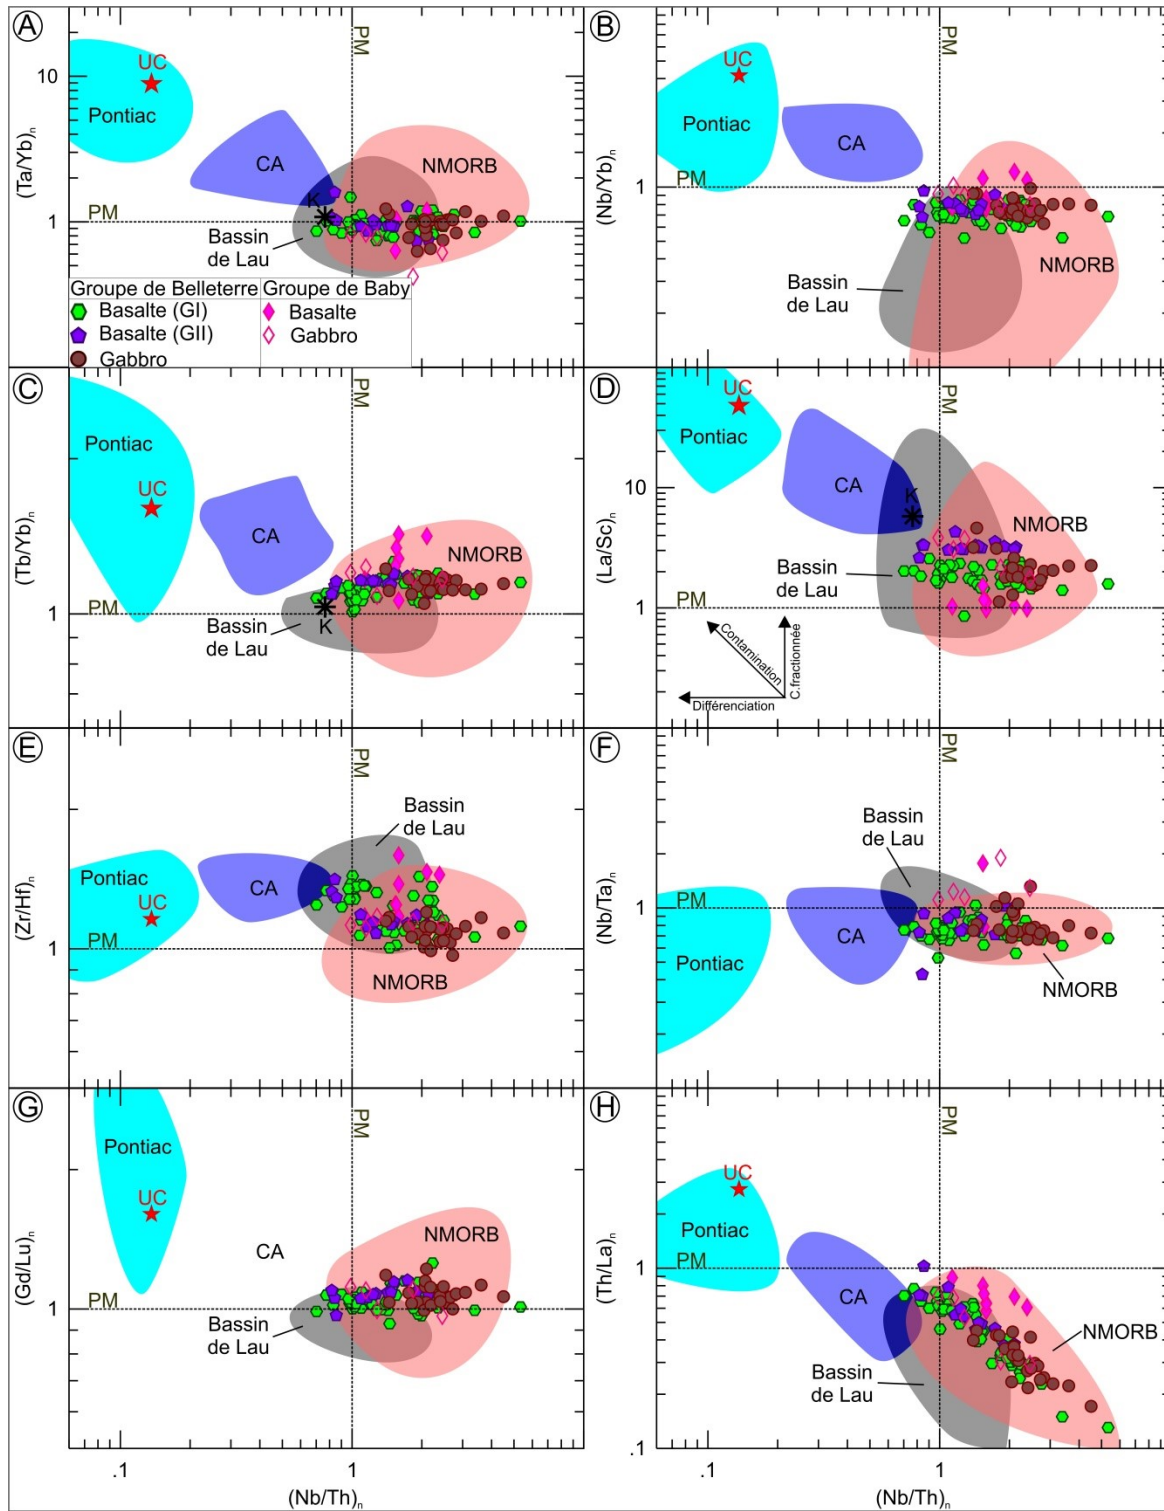 A
PM
UC
Pontiac
CA
NMORB
K
PM
Bassin
de Lau
10
1
(Ta/Yb)n
Groupe de Belleterre
Groupe de Baby
Basalte (GI)
Basalte
Basalte (GII)
Gabbro
Gabbro
B
PM
UC
Pontiac
CA
PM
NMORB
Bassin
de Lau
1
(Nb/Yb)n
C
PM
Pontiac
UC
CA
NMORB
PM
K
Bassin
de Lau
1
(Tb/Yb)n
D
PM
UC
Pontiac
CA
K
NMORB
Bassin
de Lau
PM
10
1
(La/Sc)n
Contamination
C.fractionnée
Différenciation
E
PM
Bassin
de Lau
Pontiac
CA
UC
PM
NMORB
1
(Zr/Hf)n
F
PM
Bassin
de Lau
PM
Pontiac
CA
NMORB
1
(Nb/Ta)n
G
PM
Pontiac
UC
CA
NMORB
PM
Bassin
de Lau
1
(Gd/Lu)n
.1
1
(Nb/Th)n
H
PM
UC
Pontiac
PM
CA
NMORB
Bassin
de Lau
1
.1
(Th/La)n
.1
1
(Nb/Th)n